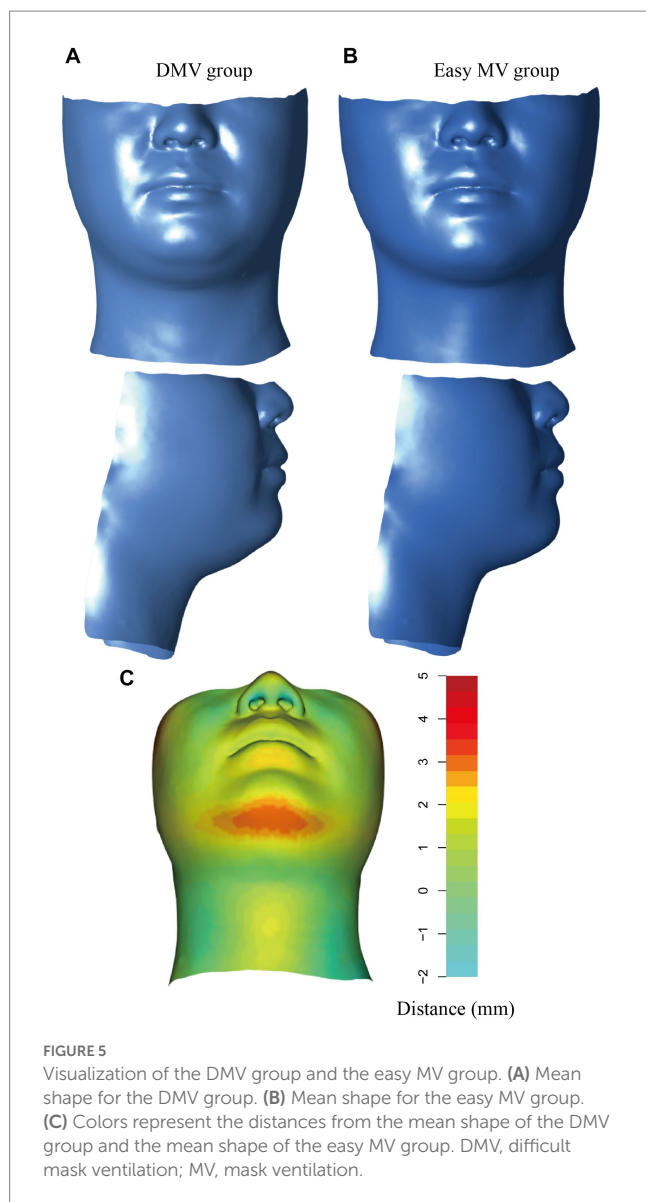 A
DMV group
B
Easy MV group
C
5
4
3
2
1
0
−1
−2
Distance (mm)
FIGURE 5
Visualization of the DMV group and the easy MV group. (A) Mean
shape for the DMV group. (B) Mean shape for the easy MV group.
(C) Colors represent the distances from the mean shape of the DMV
group and the mean shape of the easy MV group. DMV, difficult
mask ventilation; MV, mask ventilation.